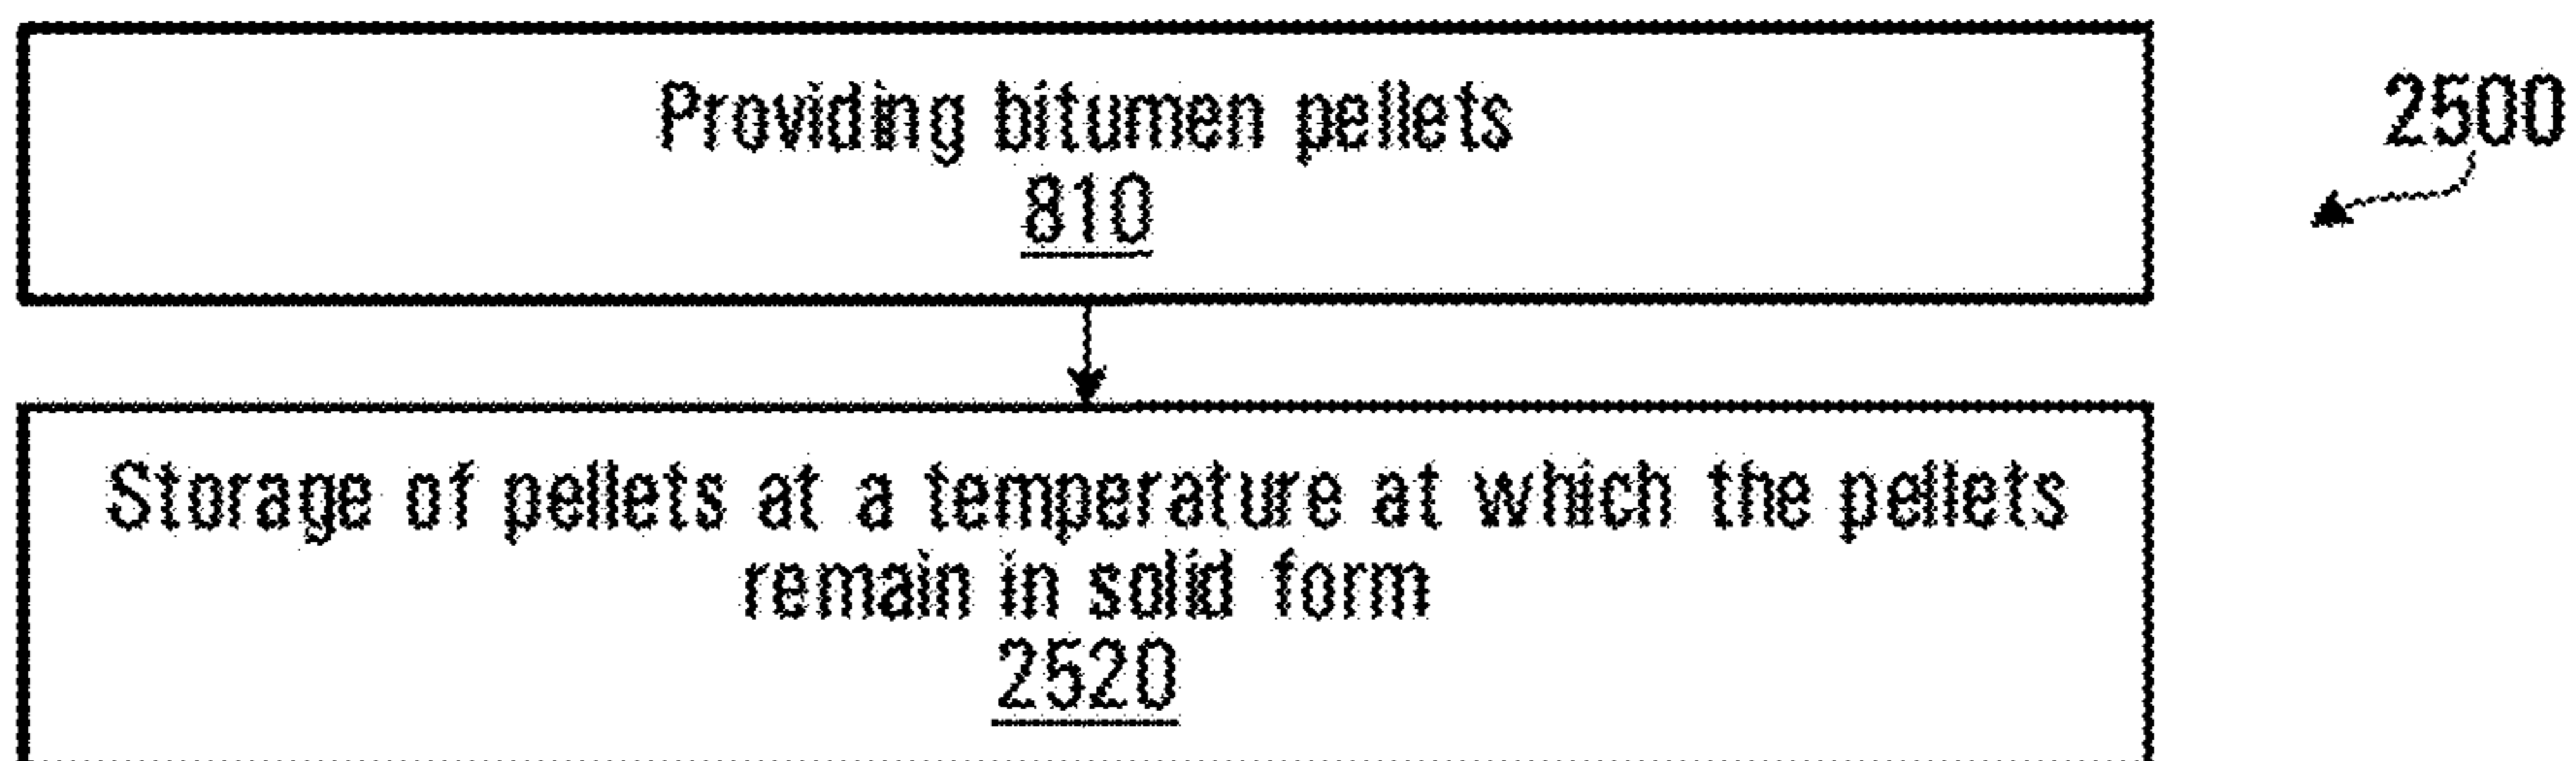 Providing bitumen pellets
810
2500
Storage of pellets at a temperature at which the pellets
remain in solid form
2520